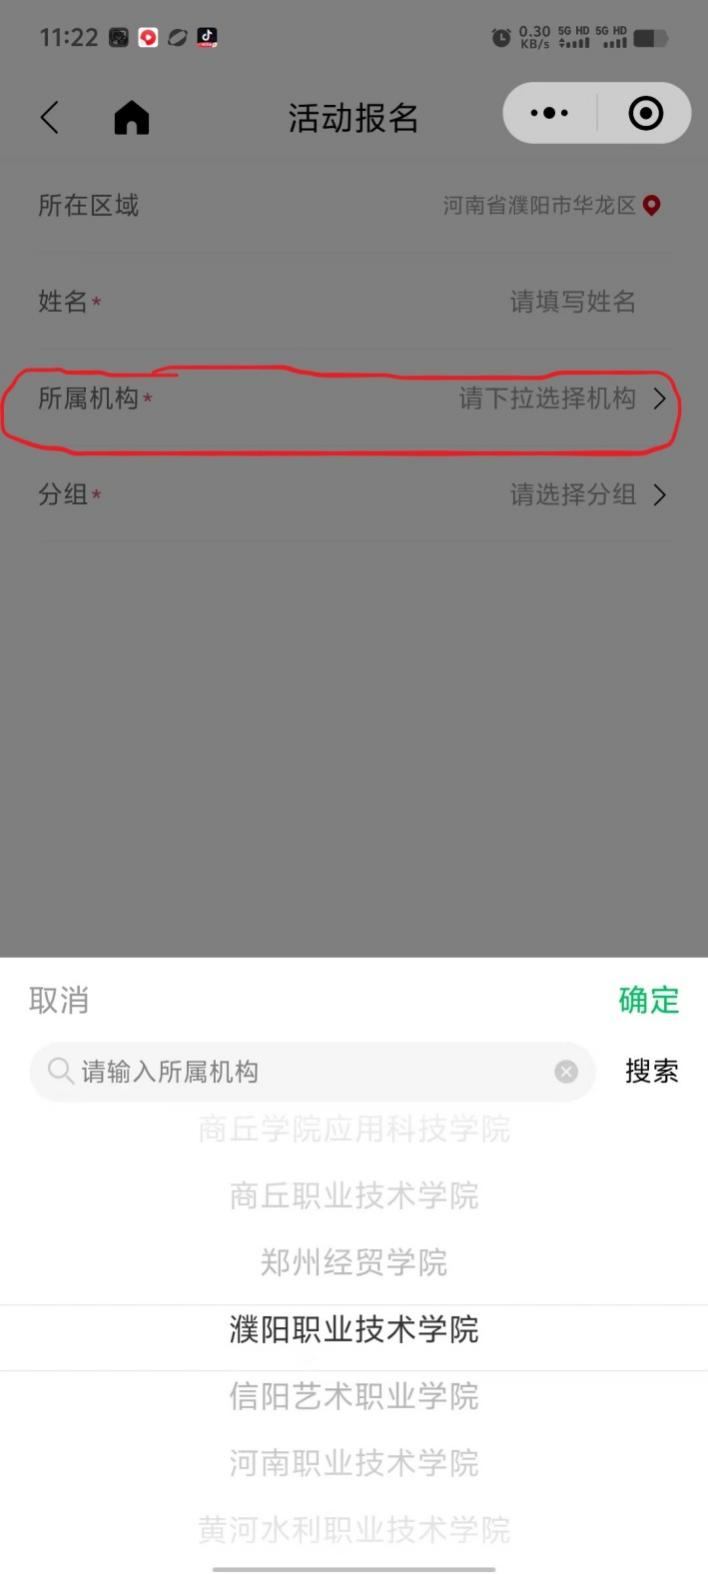 11:22
0.30 KB/s 5G HD 5G HD
活动报名
所在区域 河南省濮阳市华龙区
姓名* 请填写姓名
所属机构* 请下拉选择机构
分组* 请选择分组
取消 确定
请输入所属机构 搜索
商丘学院应用科技学院
商丘职业技术学院
郑州经贸学院
濮阳职业技术学院
信阳艺术职业学院
河南职业技术学院
黄河水利职业技术学院